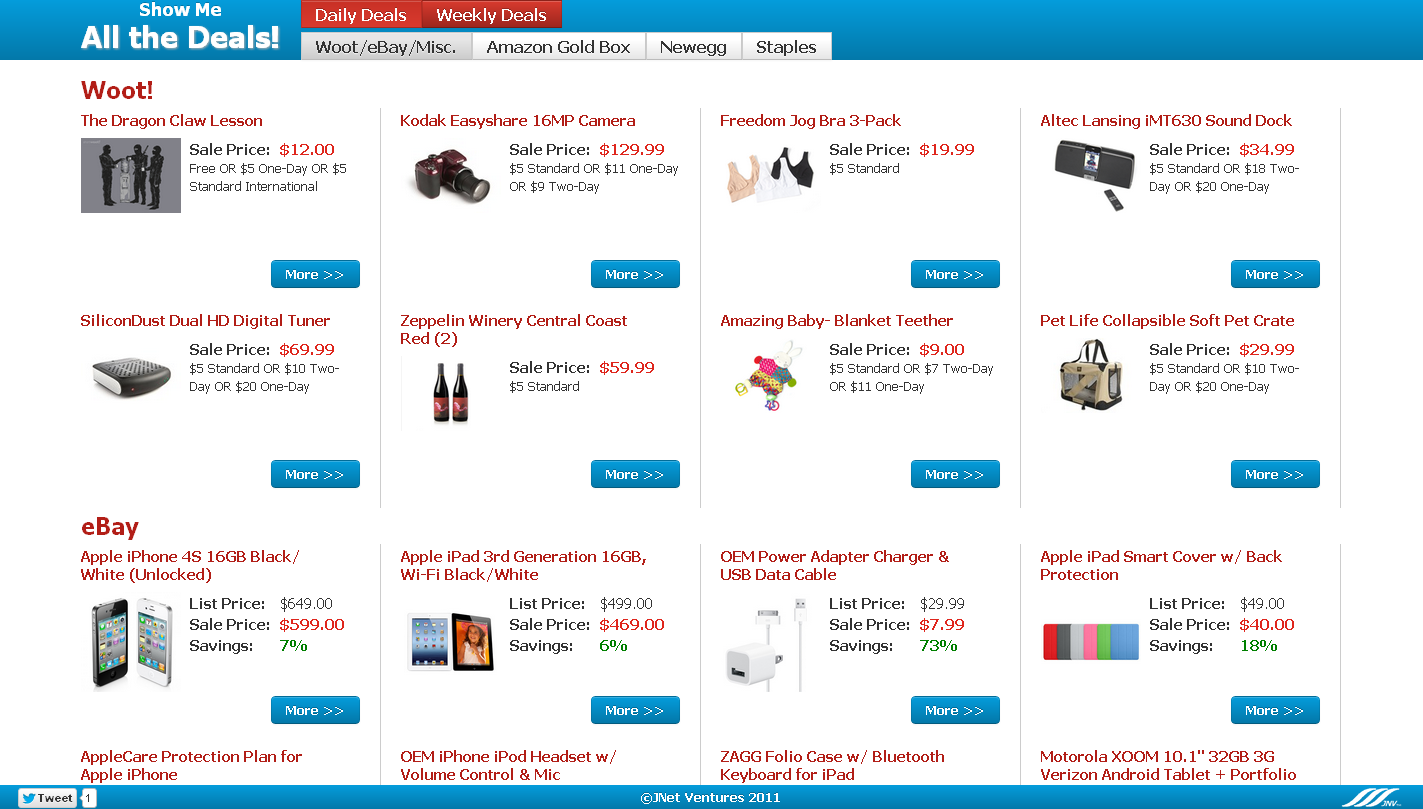 Show Me
All the Deals!
Daily Deals
Weekly Deals
Woot/eBay/Misc.
Amazon Gold Box
Newegg
Staples
Woot!
The Dragon Claw Lesson
Sale Price: $12.00
Free OR $5 One-Day OR $5
Standard International
More >>
Kodak Easyshare 16MP Camera
Sale Price: $129.99
$5 Standard OR $11 One-Day
OR $9 Two-Day
More >>
Freedom Jog Bra 3-Pack
Sale Price: $19.99
$5 Standard
More >>
Altec Lansing iMT630 Sound Dock
Sale Price: $34.99
$5 Standard OR $18 Two-
Day OR $20 One-Day
More >>
SiliconDust Dual HD Digital Tuner
Sale Price: $69.99
$5 Standard OR $10 Two-
Day OR $20 One-Day
More >>
Zeppelin Winery Central Coast
Red (2)
Sale Price: $59.99
$5 Standard
More >>
Amazing Baby- Blanket Teether
Sale Price: $9.00
$5 Standard OR $7 Two-Day
OR $11 One-Day
More >>
Pet Life Collapsible Soft Pet Crate
Sale Price: $29.99
$5 Standard OR $10 Two-
Day OR $20 One-Day
More >>
eBay
Apple iPhone 4S 16GB Black/
White (Unlocked)
List Price: $649.00
Sale Price: $599.00
Savings: 7%
More >>
Apple iPad 3rd Generation 16GB,
Wi-Fi Black/White
List Price: $499.00
Sale Price: $469.00
Savings: 6%
More >>
OEM Power Adapter Charger &
USB Data Cable
List Price: $29.99
Sale Price: $7.99
Savings: 73%
More >>
Apple iPad Smart Cover w/ Back
Protection
List Price: $49.00
Sale Price: $40.00
Savings: 18%
More >>
AppleCare Protection Plan for
Apple iPhone
OEM iPhone iPod Headset w/
Volume Control & Mic
ZAGG Folio Case w/ Bluetooth
Keyboard for iPad
Motorola XOOM 10.1" 32GB 3G
Verizon Android Tablet + Portfolio
Tweet
1
©JNet Ventures 2011
JNV